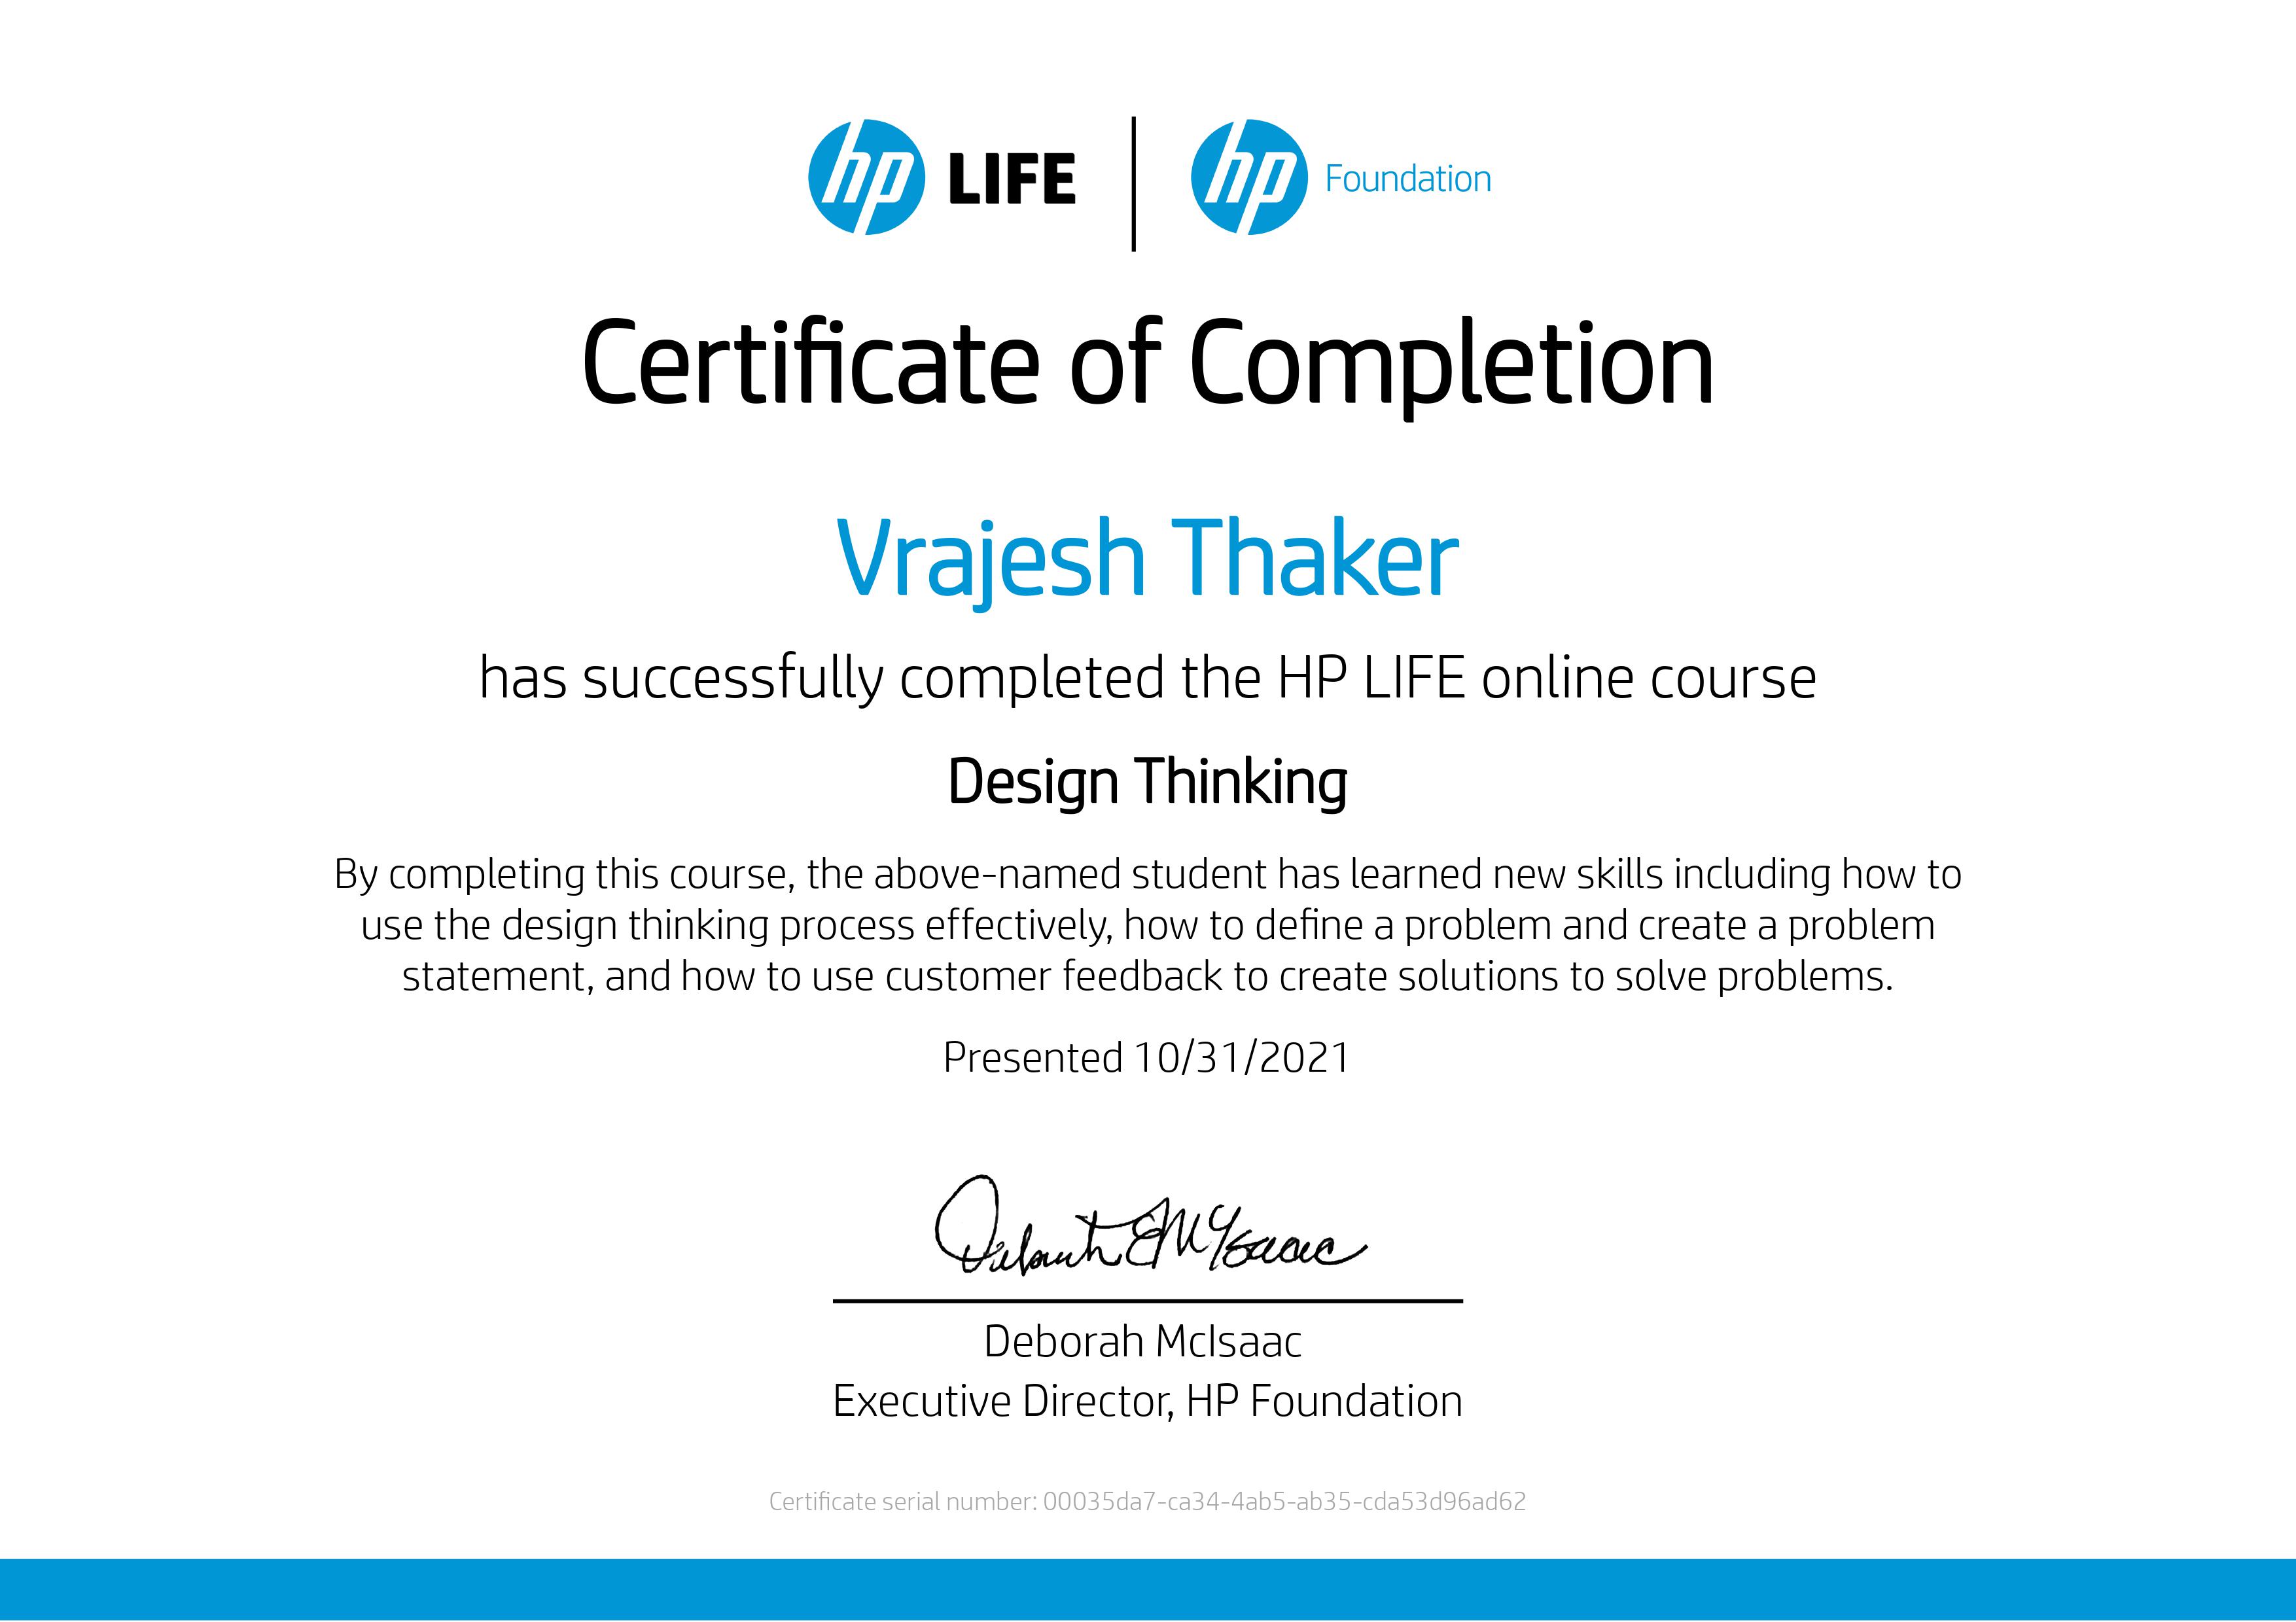 hp LIFE | hp Foundation
Certificate of Completion
Vrajesh Thaker
has successfully completed the HP LIFE online course
Design Thinking
By completing this course, the above-named student has learned new skills including how to
use the design thinking process effectively, how to define a problem and create a problem
statement, and how to use customer feedback to create solutions to solve problems.
Presented 10/31/2021
Deborah E McIsaac
Deborah McIsaac
Executive Director, HP Foundation
Certificate serial number: 00035da7-ca34-4ab5-ab35-cda53d96ad62